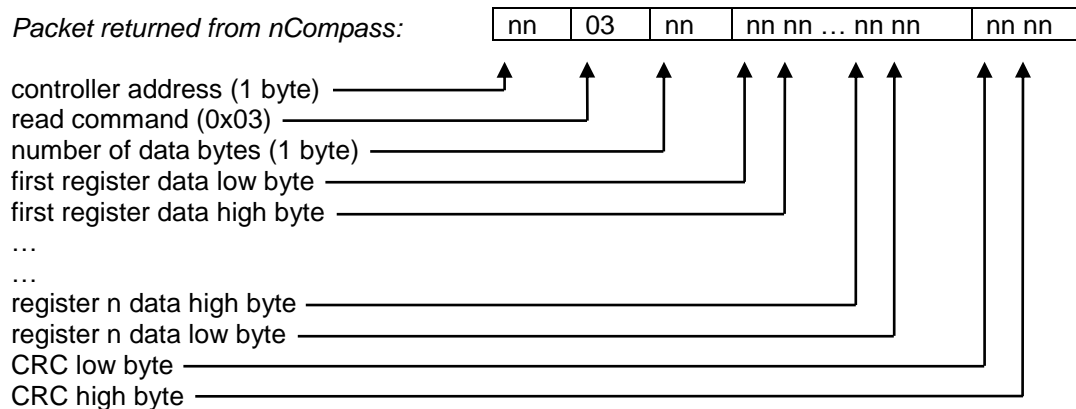 Packet returned from nCompass: nn 03 nn nn nn … nn nn nn nn
controller address (1 byte)
read command (0x03)
number of data bytes (1 byte)
first register data low byte
first register data high byte
…
…
register n data high byte
register n data low byte
CRC low byte
CRC high byte